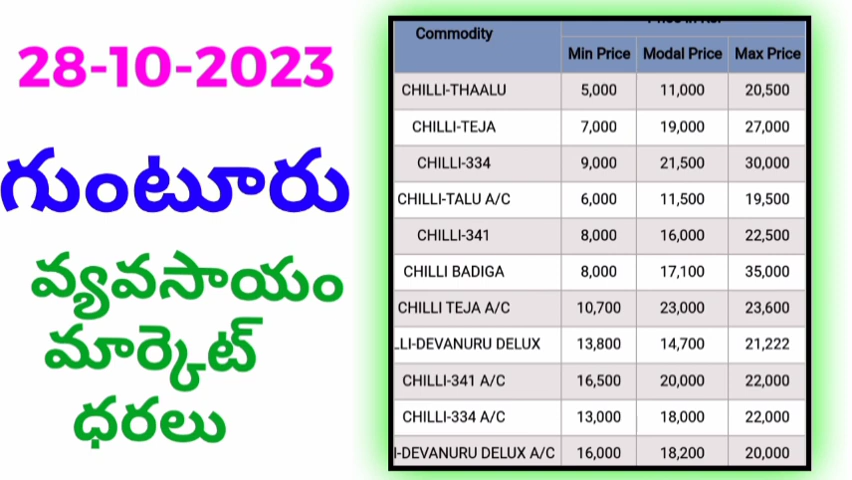 28-10-2023
గుంటూరు
వ్యవసాయం
మార్కెట్
ధరలు
Commodity
Min Price Modal Price Max Price
CHILLI-THAALU 5,000 11,000 20,500
CHILLI-TEJA 7,000 19,000 27,000
CHILLI-334 9,000 21,500 30,000
CHILLI-TALU A/C 6,000 11,500 19,500
CHILLI-341 8,000 16,000 22,500
CHILLI BADIGA 8,000 17,100 35,000
CHILLI TEJA A/C 10,700 23,000 23,600
LI-DEVANURU DELUX 13,800 14,700 21,222
CHILLI-341 A/C 16,500 20,000 22,000
CHILLI-334 A/C 13,000 18,000 22,000
I-DEVANURU DELUX A/C 16,000 18,200 20,000